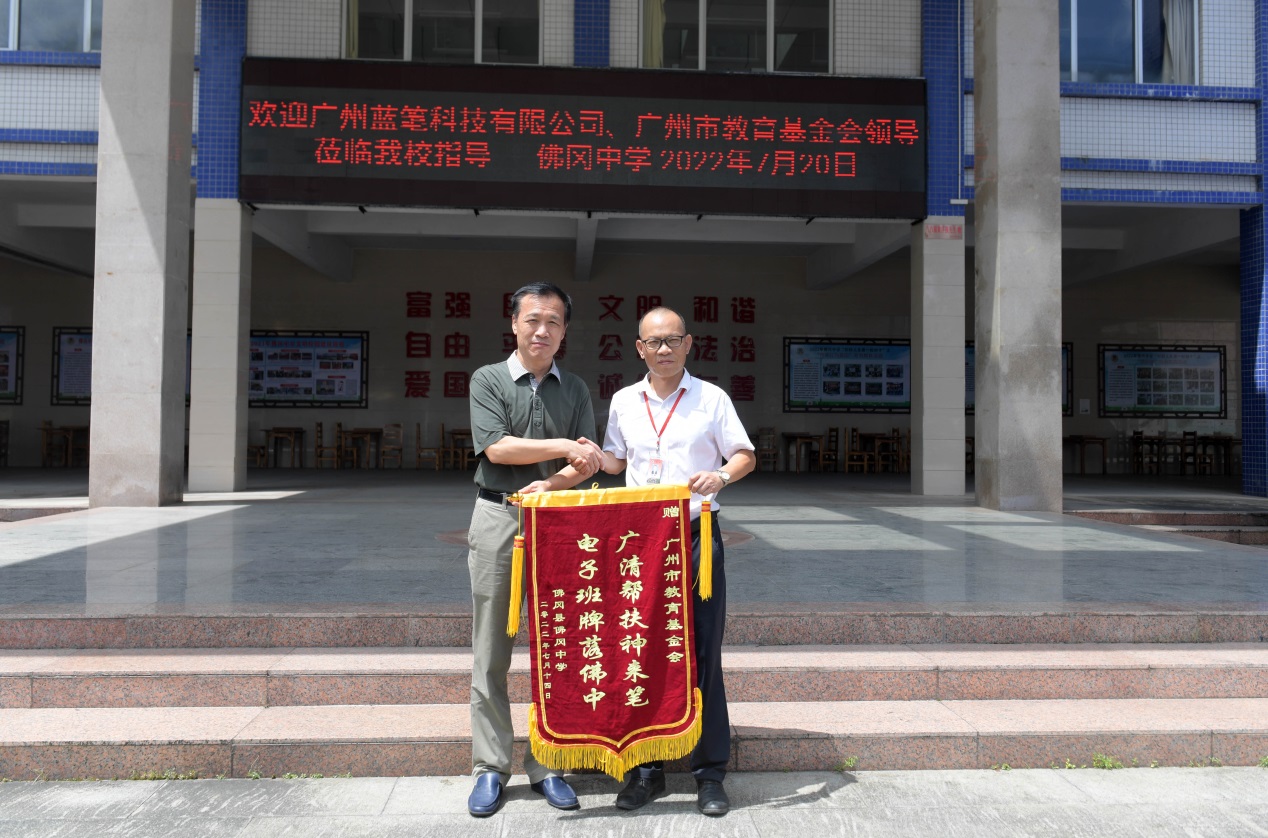 欢迎广州蓝笔科技有限公司、广州市教育基金会领导
莅临我校指导 佛冈中学 2022年7月20日
富强 文明 和谐
自由 公 法治
爱国 诚 善
赠：广州市教育基金会
广清帮扶神来笔
电子班牌落佛中
佛冈县佛冈中学
二零二二年七月十四日